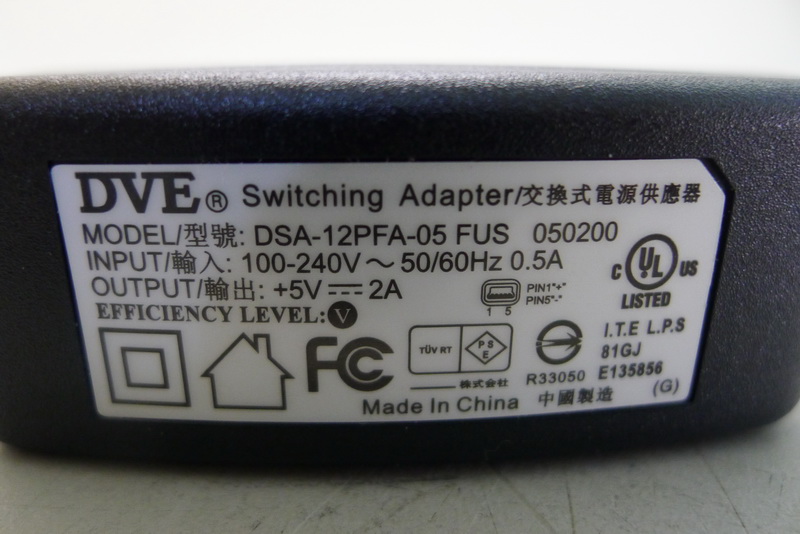 DVE® Switching Adapter/交換式電源供應器
MODEL/型號: DSA-12PFA-05 FUS 050200
INPUT/輸入: 100-240V～50/60Hz 0.5A
OUTPUT/輸出: +5V⎓2A
EFFICIENCY LEVEL: V
1 5
PIN1"+"
PIN5"-"
C UL US
LISTED
I.T.E L.P.S
81GJ
E135856
(G)
FC
TÜV RT
PS
E
株式会社
R33050
Made In China 中國製造